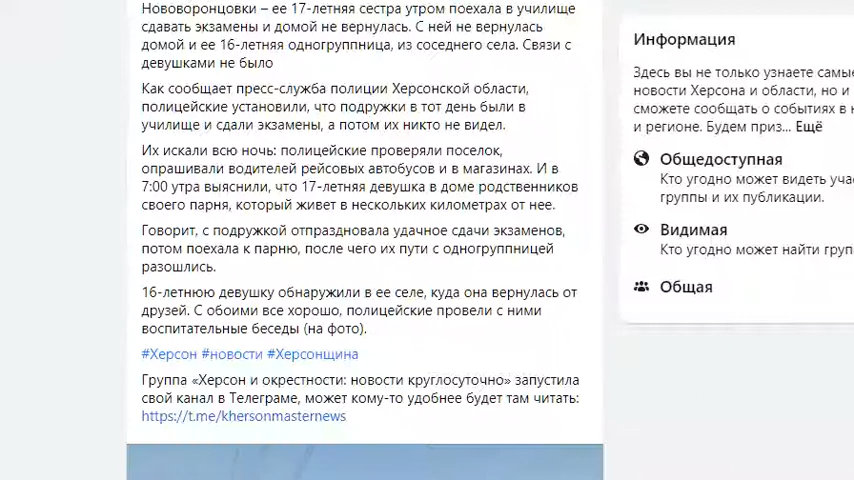 Нововоронцовки – ее 17-летняя сестра утром поехала в училище
сдавать экзамены и домой не вернулась. С ней не вернулась
домой и ее 16-летняя одногруппница, из соседнего села. Связи с
девушками не было
Как сообщает пресс-служба полиции Херсонской области,
полицейские установили, что подружки в тот день были в
училище и сдали экзамены, а потом их никто не видел.
Их искали всю ночь: полицейские проверяли поселок,
опрашивали водителей рейсовых автобусов и в магазинах. И в
7:00 утра выяснили, что 17-летняя девушка в доме родственников
своего парня, который живет в нескольких километрах от нее.
Говорит, с подружкой отпраздновала удачное сдачи экзаменов,
потом поехала к парню, после чего их пути с одногруппницей
разошлись.
16-летнюю девушку обнаружили в ее селе, куда она вернулась от
друзей. С обоими все хорошо, полицейские провели с ними
воспитательные беседы (на фото).
#Херсон #новости #Херсонщина
Группа «Херсон и окрестности: новости круглосуточно» запустила
свой канал в Телеграме, может кому-то удобнее будет там читать:
https://t.me/khersonmasternews
Информация
Здесь вы не только узнаете самые
новости Херсона и области, но и
сможете сообщать о событиях в
и регионе. Будем приз... Ещё
Общедоступная
Кто угодно может видеть
группы и их публикации.
Видимая
Кто угодно может найти
Общая